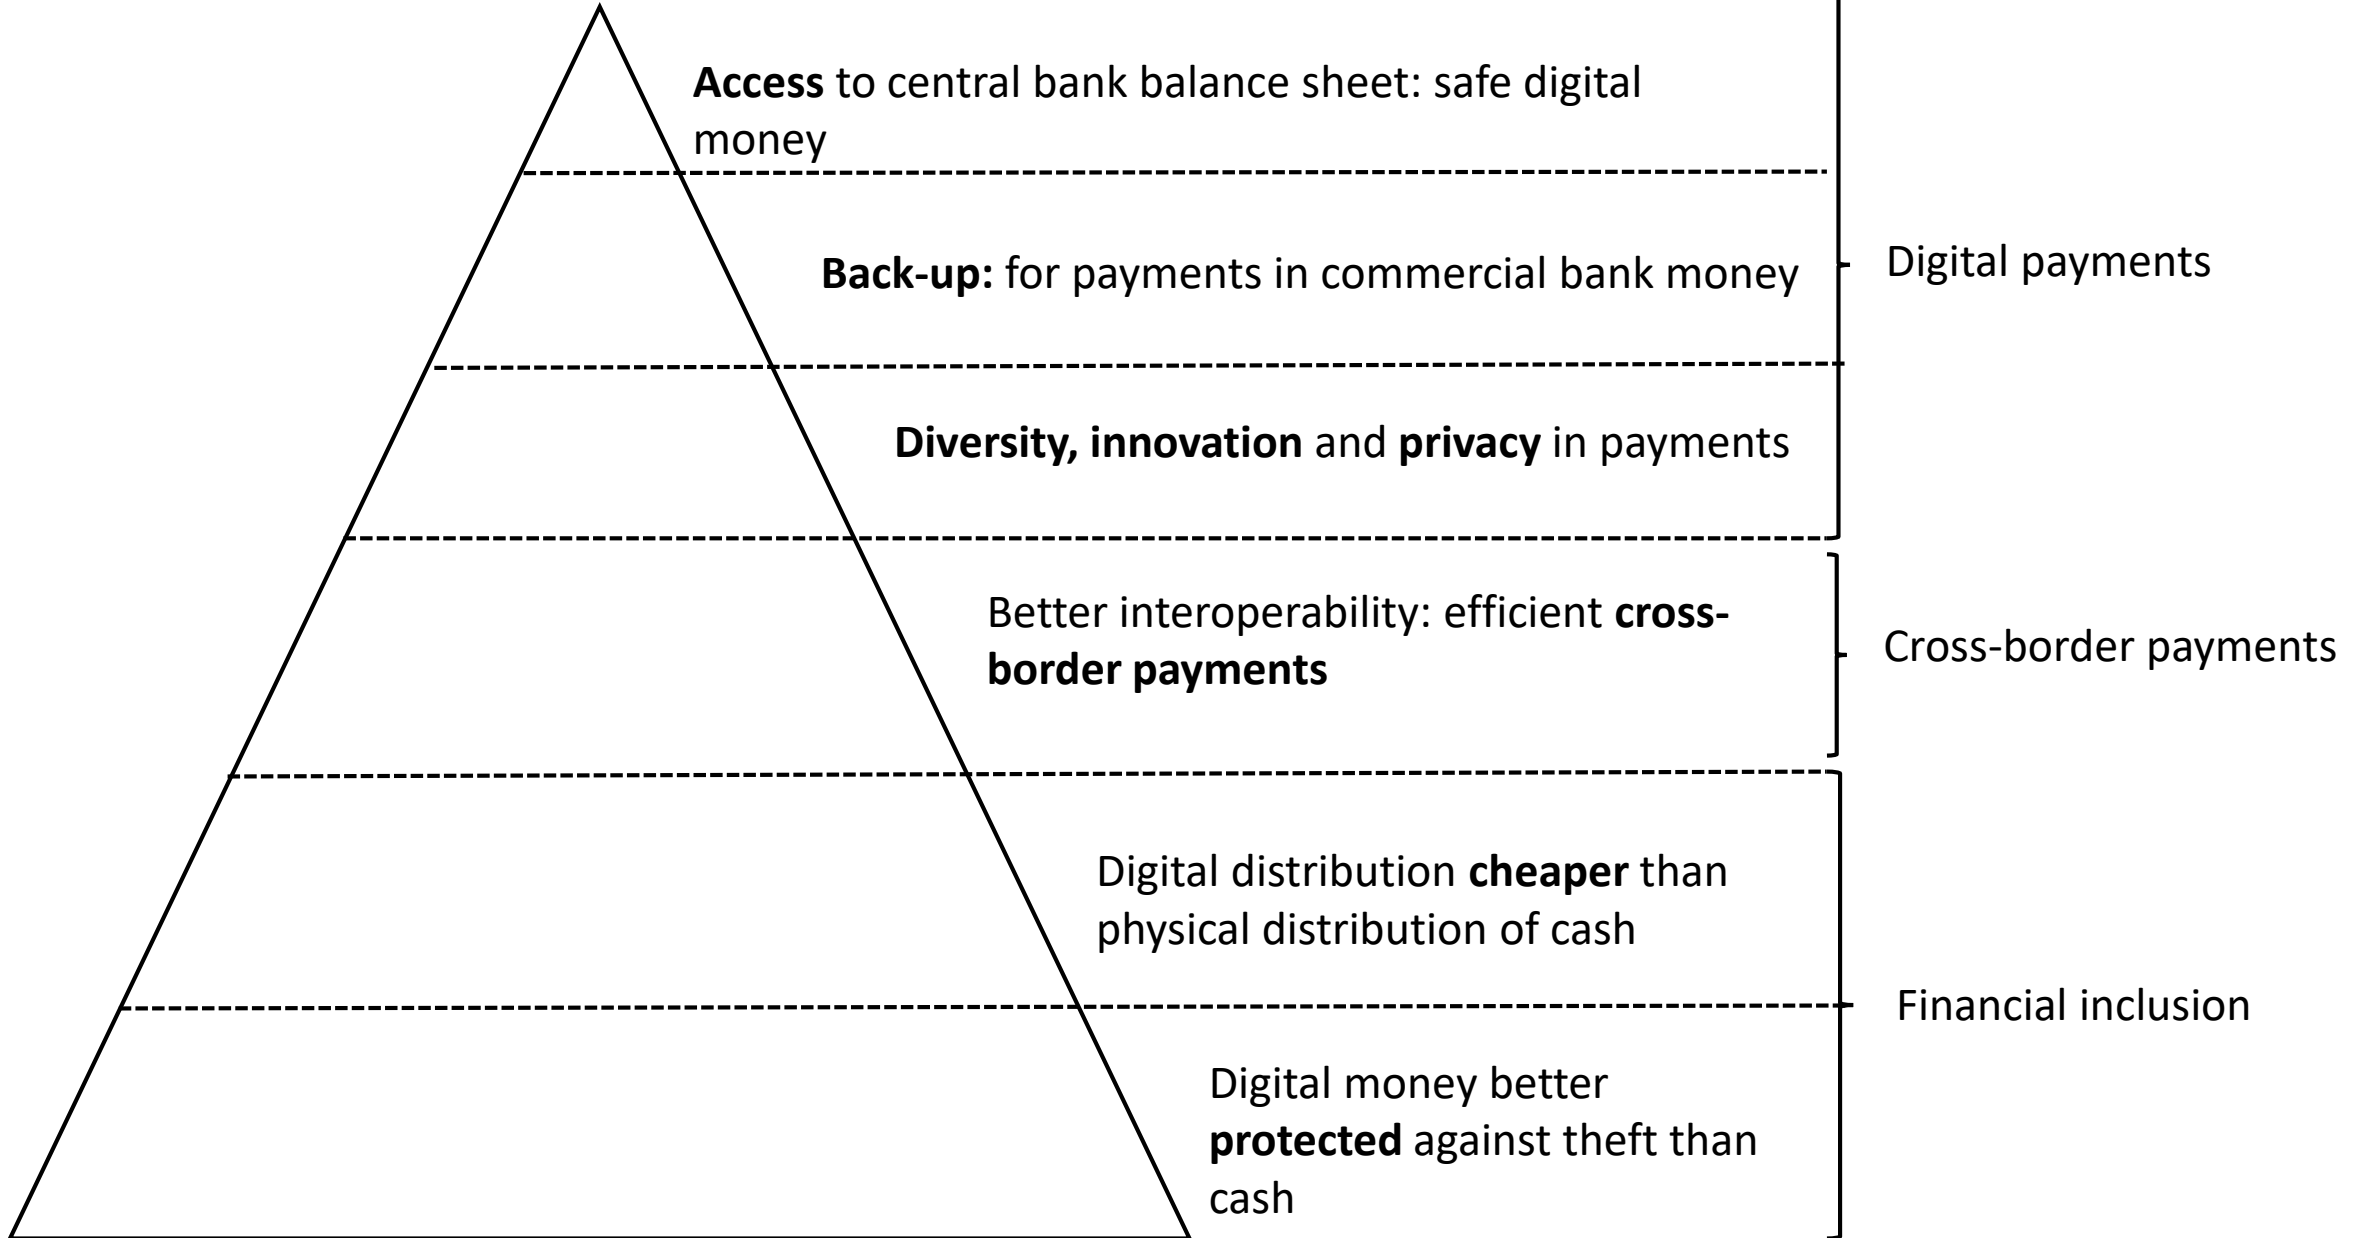 Access to central bank balance sheet: safe digital
money
Back-up: for payments in commercial bank money
Digital payments
Diversity, innovation and privacy in payments
Better interoperability: efficient cross-
border payments
Cross-border payments
Digital distribution cheaper than
physical distribution of cash
Financial inclusion
Digital money better
protected against theft than
cash